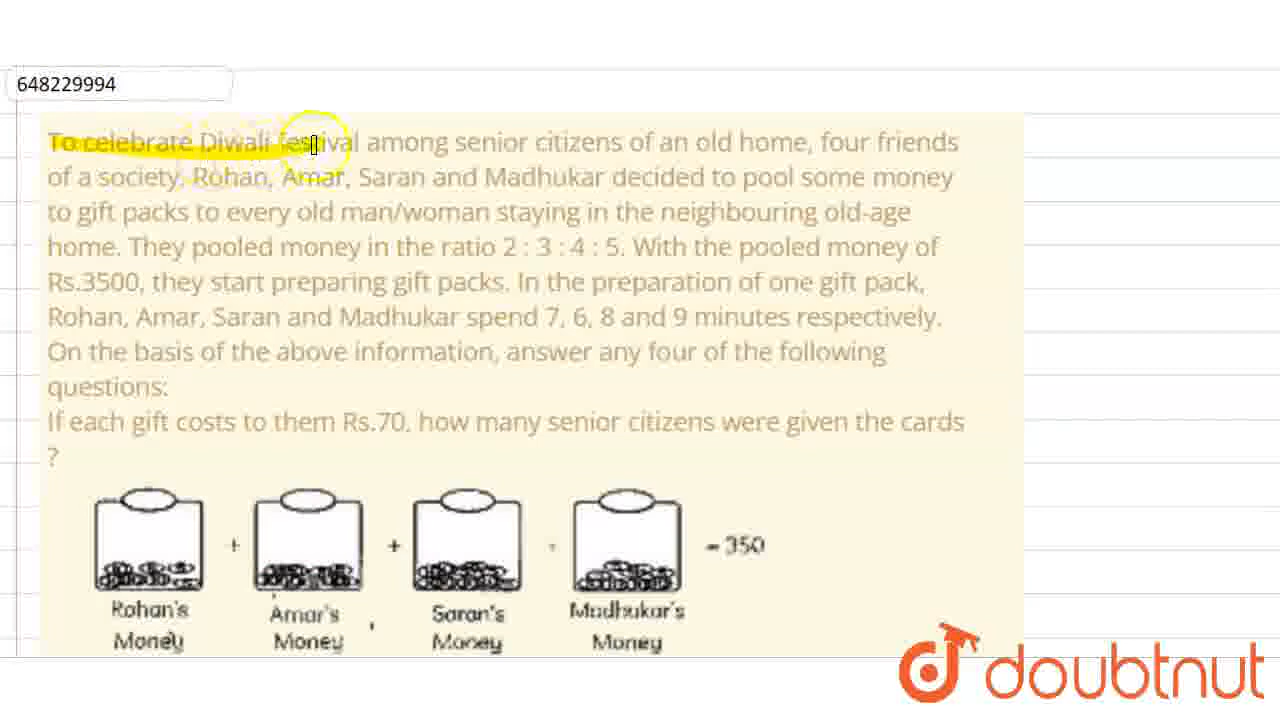 648229994
To celebrate Diwali festival among senior citizens of an old home, four friends
of a society, Rohan, Amar, Saran and Madhukar decided to pool some money
to gift packs to every old man/woman staying in the neighbouring old-age
home. They pooled money in the ratio 2 : 3 : 4 : 5. With the pooled money of
Rs.3500, they start preparing gift packs. In the preparation of one gift pack,
Rohan, Amar, Saran and Madhukar spend 7, 6, 8 and 9 minutes respectively.
On the basis of the above information, answer any four of the following
questions:
If each gift costs to them Rs.70, how many senior citizens were given the cards
?
+ + - = 350
Rohan's Amar's Saran's Madhukar's
Money Money Money Money
doubtnut